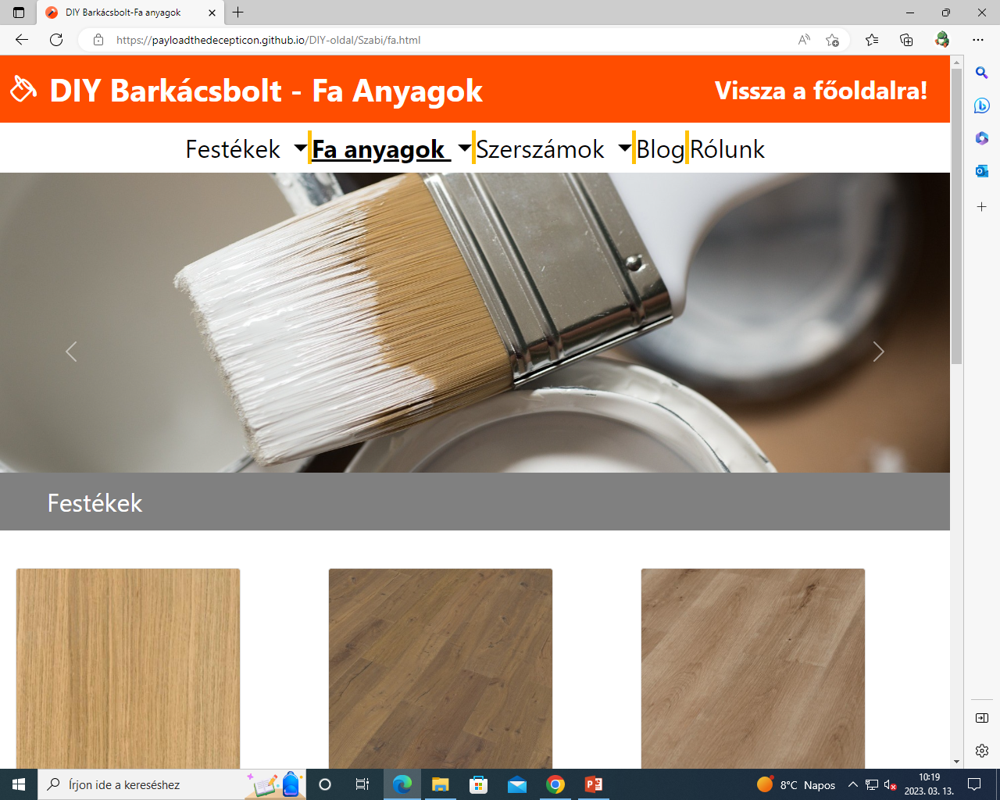 DIY Barkácsbolt-Fa anyagok
https://payloadthedecepticon.github.io/DIY-oldal/Szabi/fa.html
DIY Barkácsbolt - Fa Anyagok
Vissza a főoldalra!
Festékek Fa anyagok Szerszámok Blog Rólunk
Festékek
Írjon ide a kereséshez
8°C Napos
10:19
2023. 03. 13.